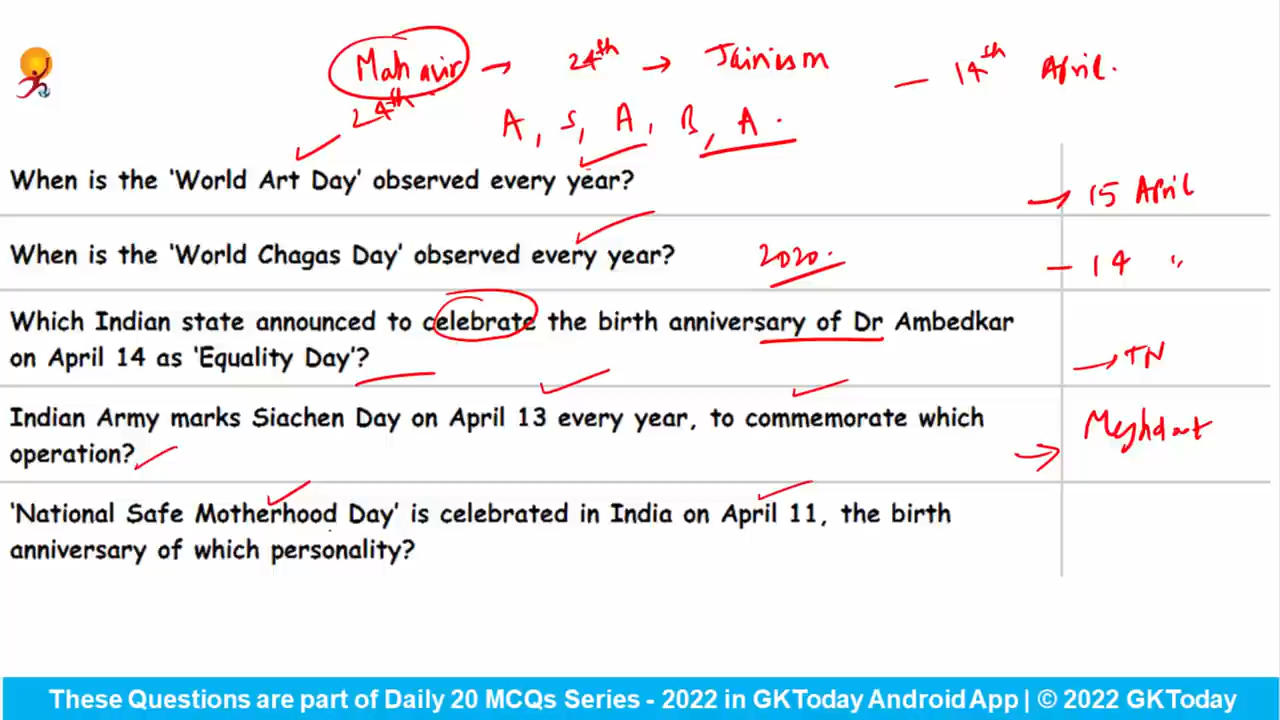 Mahavir → 24th → Jainism - 14th April.
24th
A, S, A, B, A.
When is the 'World Art Day' observed every year? → 15 April
When is the 'World Chagas Day' observed every year? 2020. - 14 "
Which Indian state announced to celebrate the birth anniversary of Dr Ambedkar
on April 14 as 'Equality Day'? → TN
Indian Army marks Siachen Day on April 13 every year, to commemorate which
operation? → Meghdoot
'National Safe Motherhood Day' is celebrated in India on April 11, the birth
anniversary of which personality?
These Questions are part of Daily 20 MCQs Series - 2022 in GKToday Android App | © 2022 GKToday